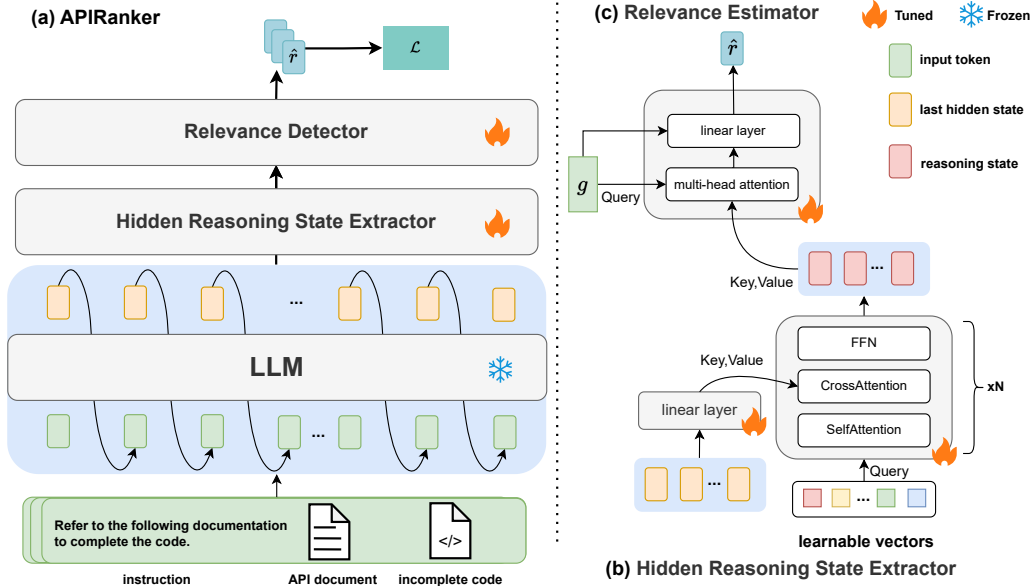 (a) APIRanker
r̂
ℒ
Relevance Detector
Hidden Reasoning State Extractor
...
LLM
...
Refer to the following documentation
to complete the code.
</>
instruction
API document
incomplete code
(c) Relevance Estimator
Tuned
Frozen
r̂
input token
last hidden state
reasoning state
linear layer
g
Query
multi-head attention
Key,Value
...
FFN
Key,Value
CrossAttention
xN
linear layer
SelfAttention
Query
...
...
learnable vectors
(b) Hidden Reasoning State Extractor